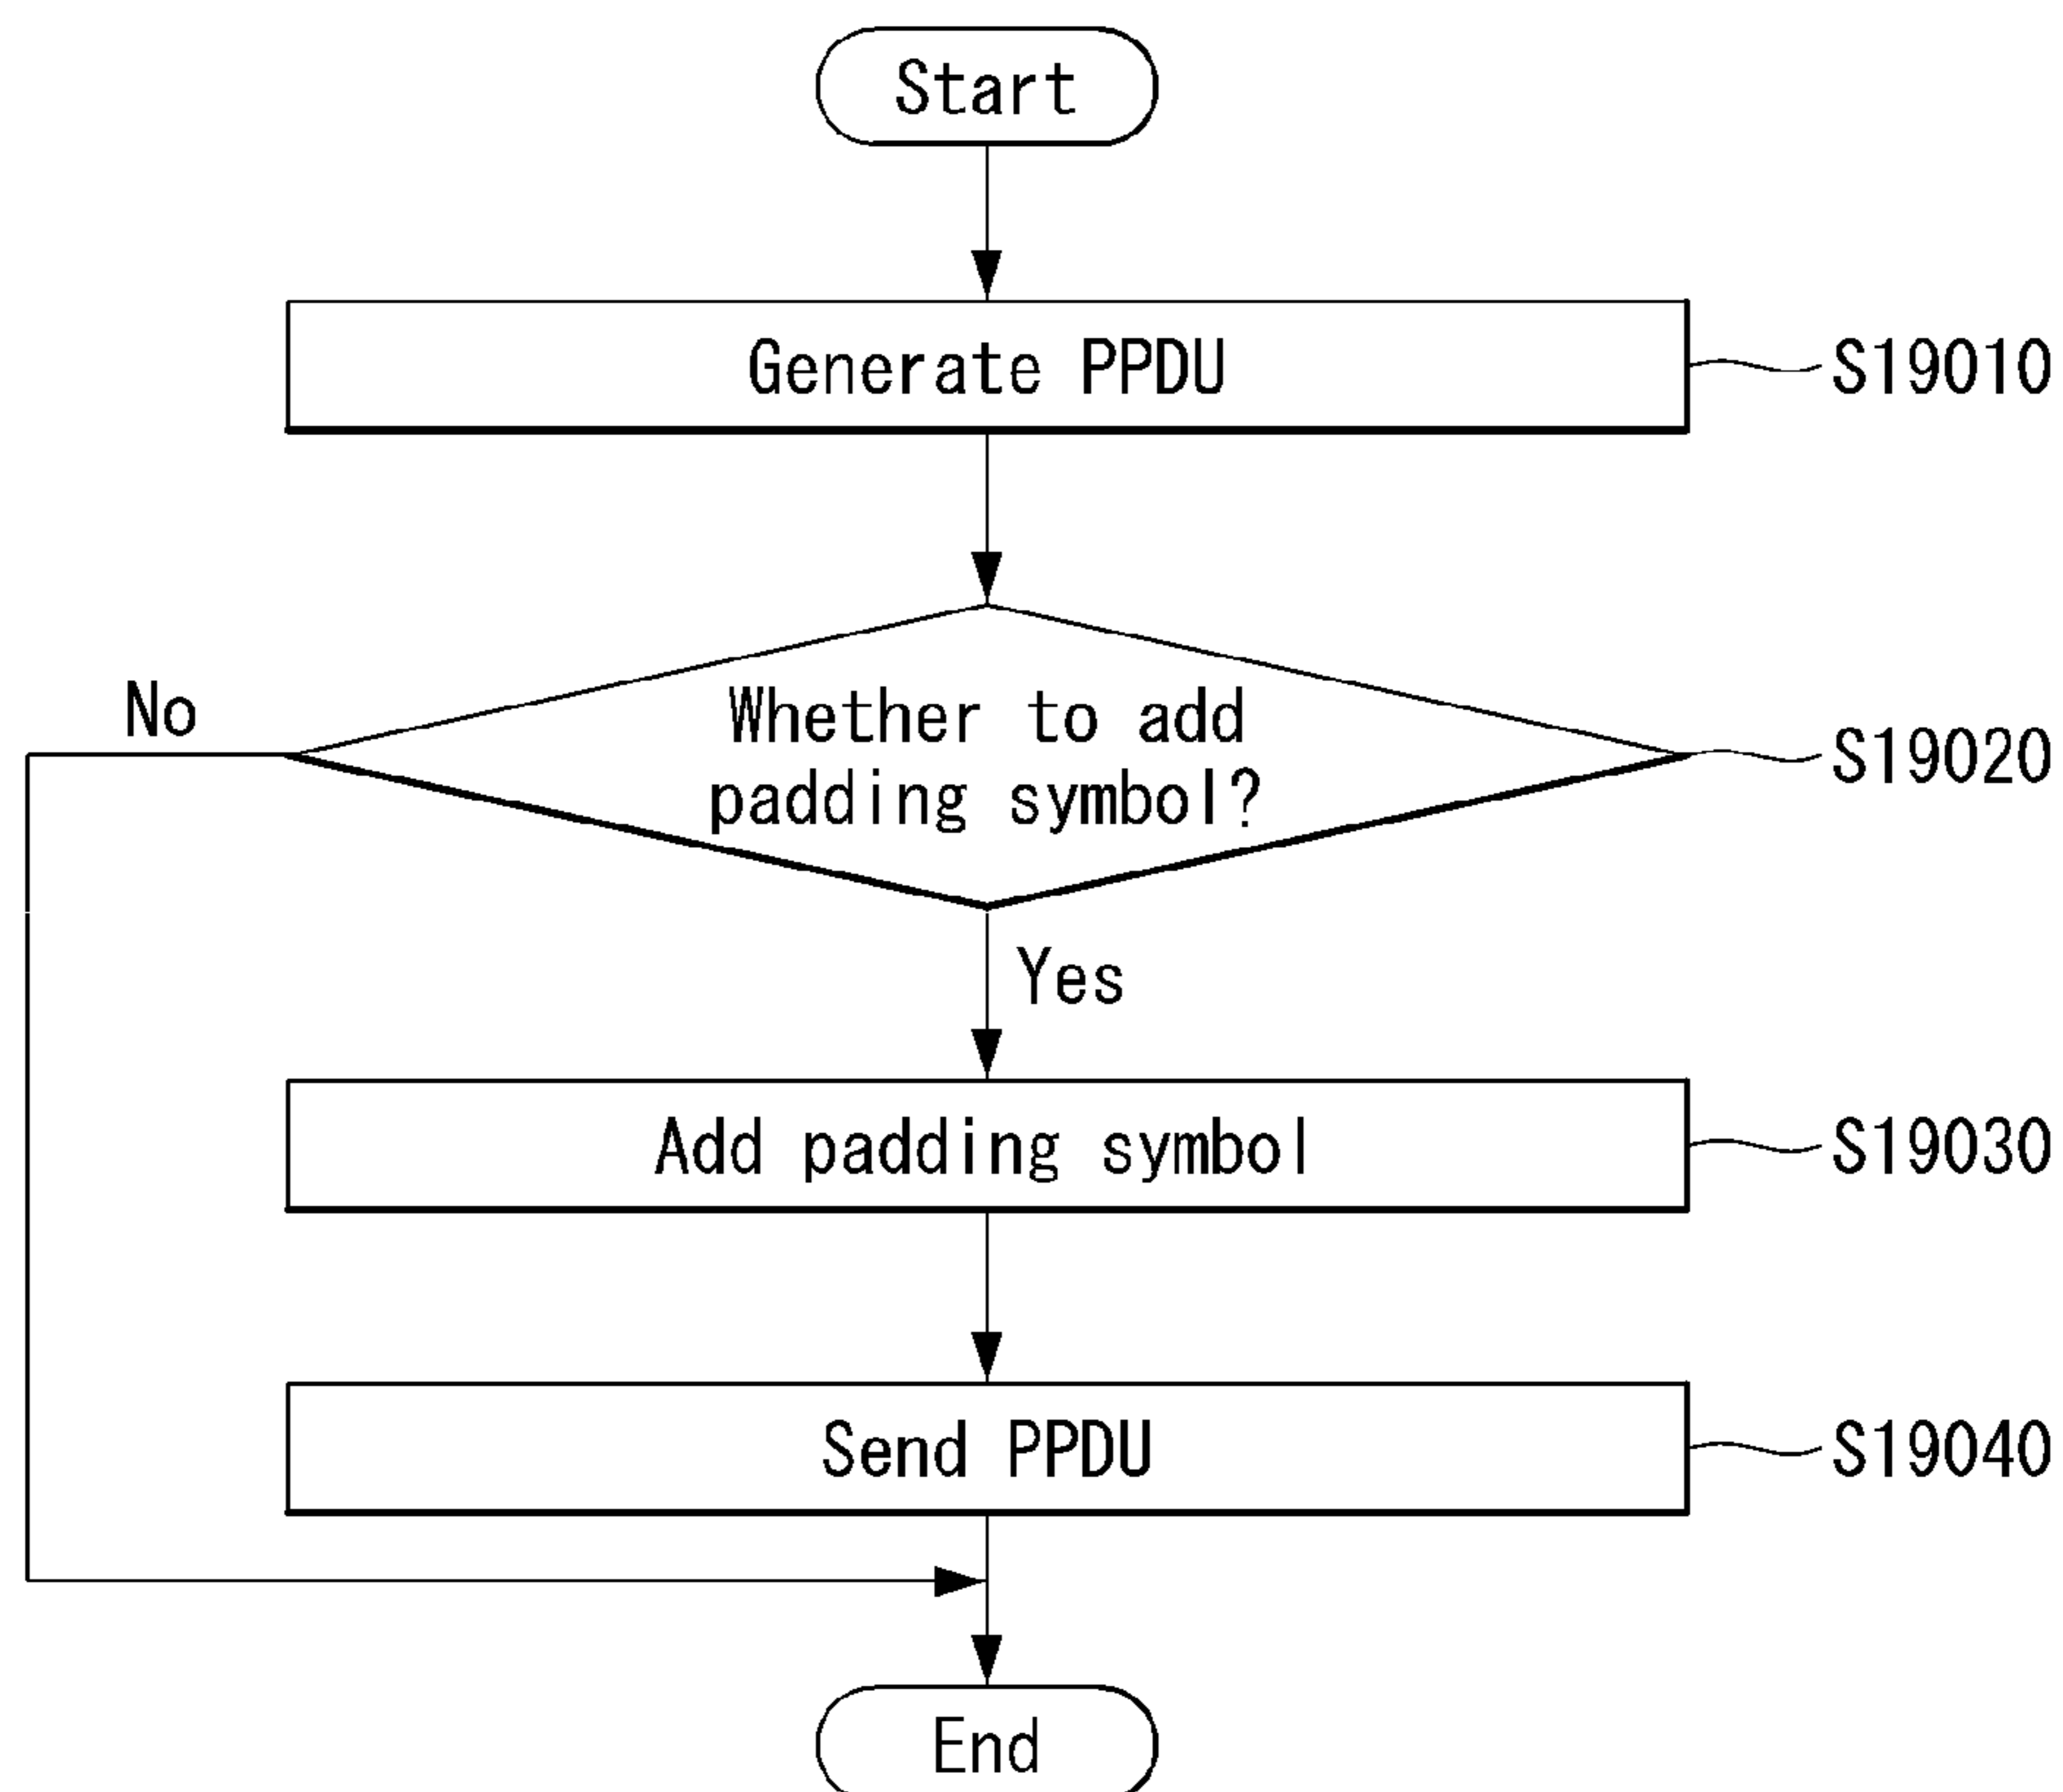 Start
Generate PPDU
S19010
No
Whether to add
padding symbol?
S19020
Yes
Add padding symbol
S19030
Send PPDU
S19040
End